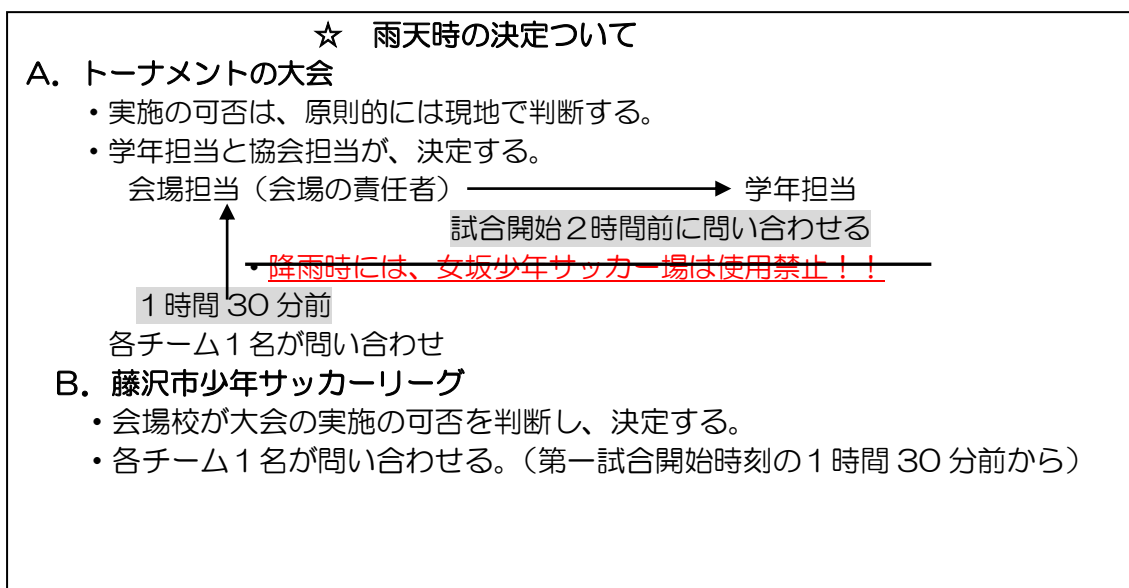 ☆ 雨天時の決定ついて
A．トーナメントの大会
・実施の可否は、原則的には現地で判断する。
・学年担当と協会担当が、決定する。
会場担当（会場の責任者） 学年担当
試合開始２時間前に問い合わせる
・降雨時には、女坂少年サッカー場は使用禁止！！
１時間 30 分前
各チーム１名が問い合わせ
B．藤沢市少年サッカーリーグ
・会場校が大会の実施の可否を判断し、決定する。
・各チーム１名が問い合わせる。（第一試合開始時刻の１時間 30 分前から）